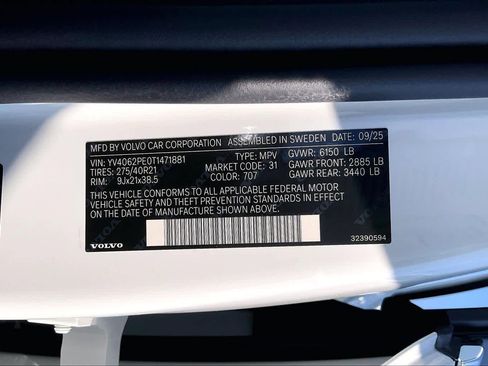 MFD BY VOLVO CAR CORPORATION ASSEMBLED IN SWEDEN DATE: 09/25
VIN: YV4062PE0T1471881 TYPE: MPV GVWR: 6150 LB
TIRES: 275/40R21 MARKET CODE: 31 GAWR FRONT: 2885 LB
RIM: 9Jx21x38.5 COLOR: 707 GAWR REAR: 3440 LB
THIS VEHICLE CONFORMS TO ALL APPLICABLE FEDERAL MOTOR
VEHICLE SAFETY AND THEFT PREVENTION STANDARDS IN EFFECT
ON THE DATE OF MANUFACTURE SHOWN ABOVE.
VOLVO 32390594